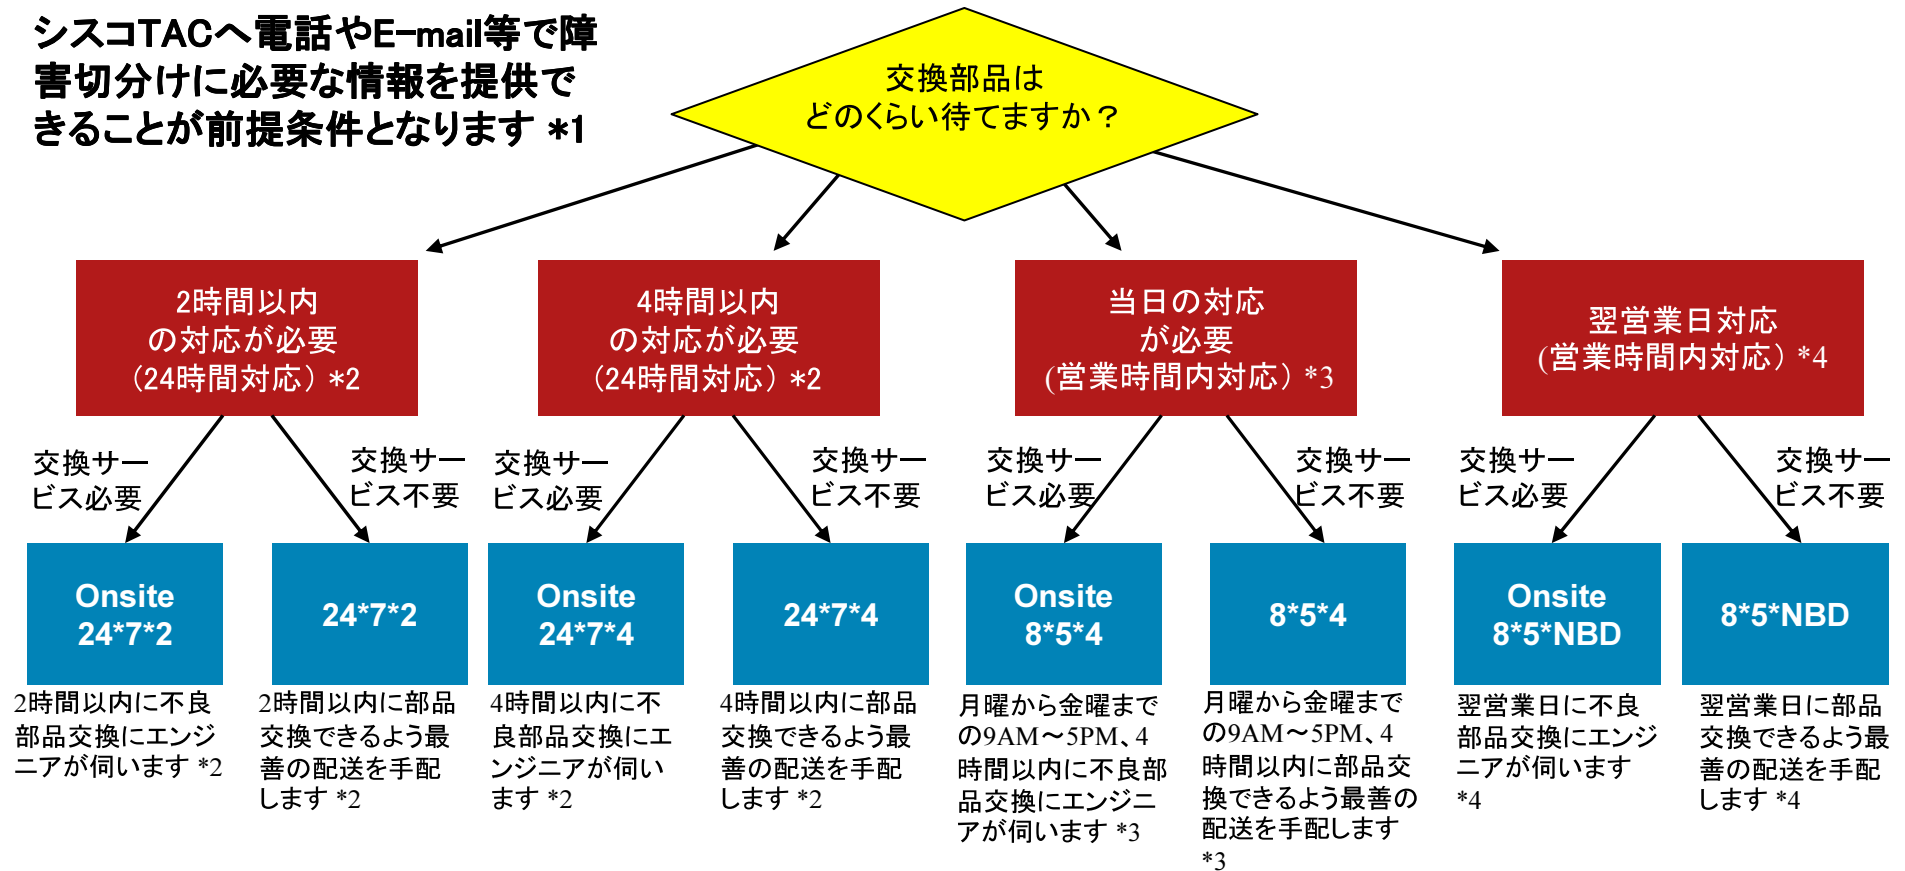 シスコTACへ電話やE-mail等で障
害切分けに必要な情報を提供で
きることが前提条件となります *1
交換部品は
どのくらい待てますか？
2時間以内
の対応が必要
（24時間対応）*2
4時間以内
の対応が必要
（24時間対応）*2
当日の対応
が必要
(営業時間内対応）*3
翌営業日対応
(営業時間内対応）*4
交換サー
ビス必要
交換サー
ビス不要
交換サー
ビス必要
交換サー
ビス不要
交換サー
ビス必要
交換サー
ビス不要
交換サー
ビス必要
交換サー
ビス不要
Onsite
24*7*2
24*7*2
Onsite
24*7*4
24*7*4
Onsite
8*5*4
8*5*4
Onsite
8*5*NBD
8*5*NBD
2時間以内に不良
部品交換にエンジ
ニアが伺います *2
2時間以内に部品
交換できるよう最
善の配送を手配
します *2
4時間以内に不
良部品交換にエ
ンジニアが伺い
ます *2
4時間以内に部品
交換できるよう最
善の配送を手配
します *2
月曜から金曜まで
の9AM～5PM、4
時間以内に不良部
品交換にエンジニ
アが伺います *3
月曜から金曜まで
の9AM～5PM、4
時間以内に部品交
換できるよう最善の
配送を手配します
*3
翌営業日に不良
部品交換にエンジ
ニアが伺います
*4
翌営業日に部品
交換できるよう最
善の配送を手配
します *4